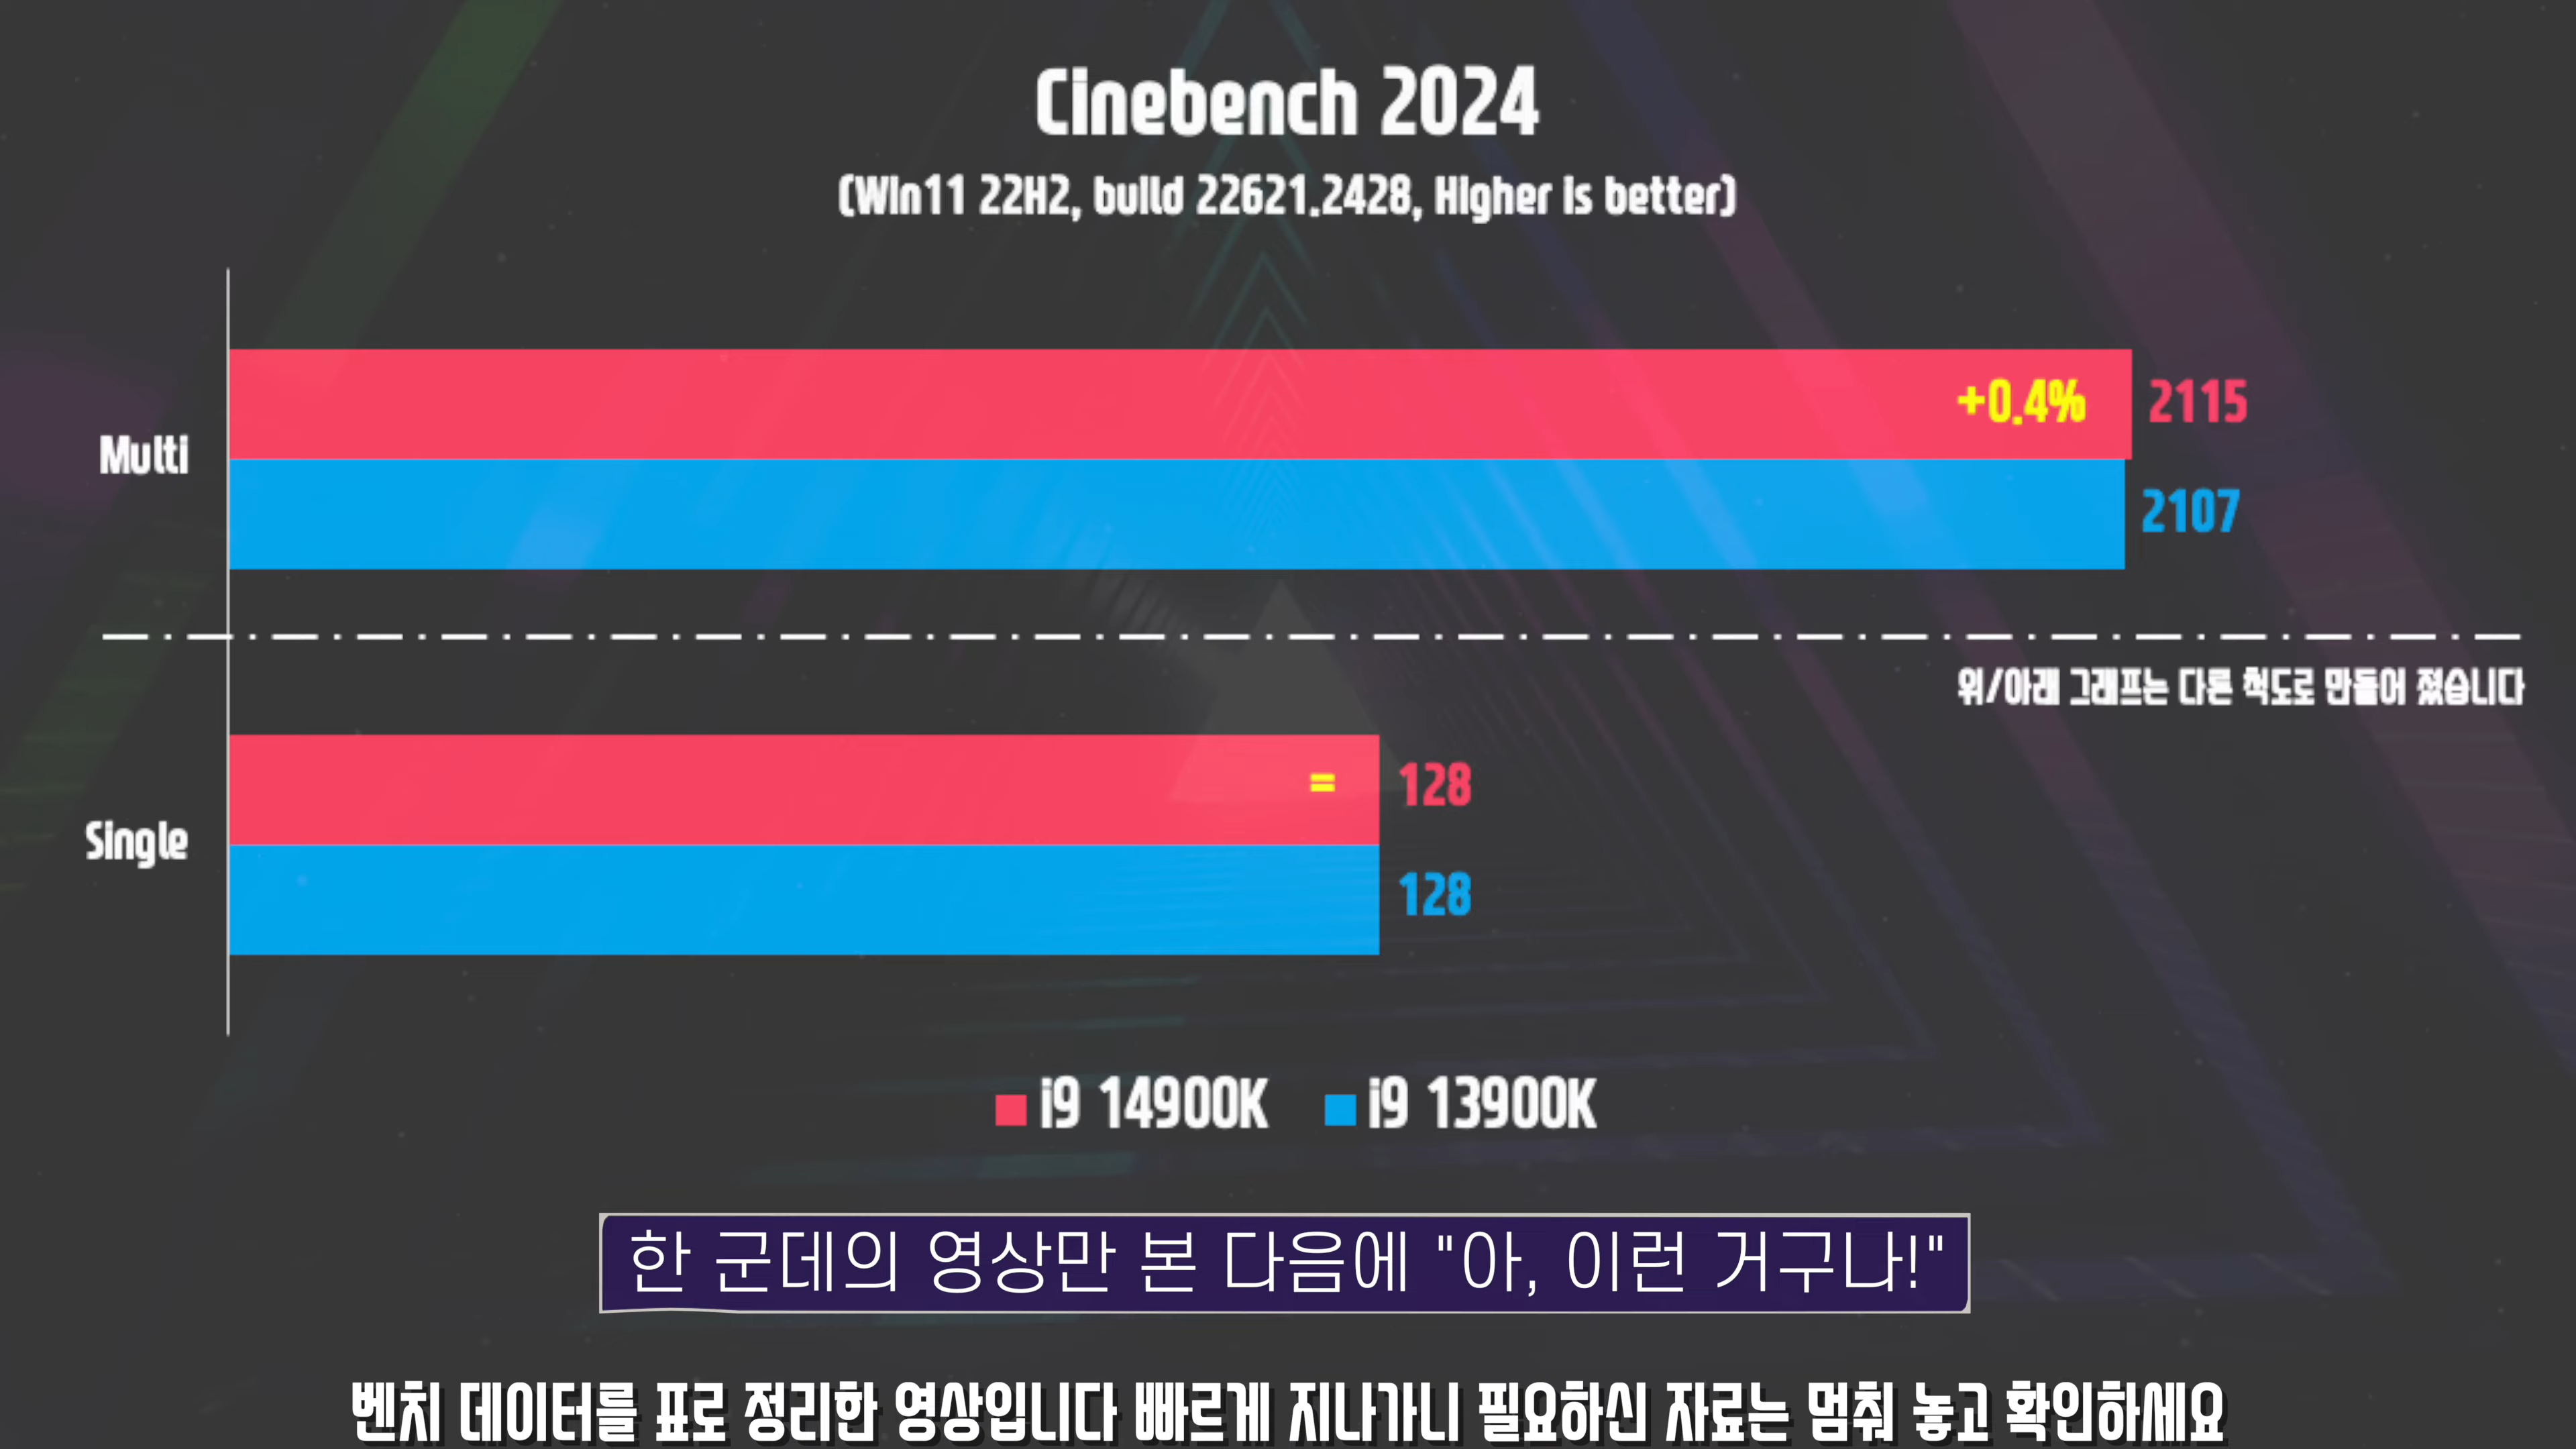 Cinebench 2024
(Win11 22H2, build 22621.2428, Higher is better)
+0.4% 2115
Multi
2107
위/아래 그래프는 다른 척도로 만들어 졌습니다
= 128
Single
128
i9 14900K i9 13900K
한 군데의 영상만 본 다음에 "아, 이런 거구나!"
벤치 데이터를 표로 정리한 영상입니다 빠르게 지나가니 필요하신 자료는 멈춰 놓고 확인하세요